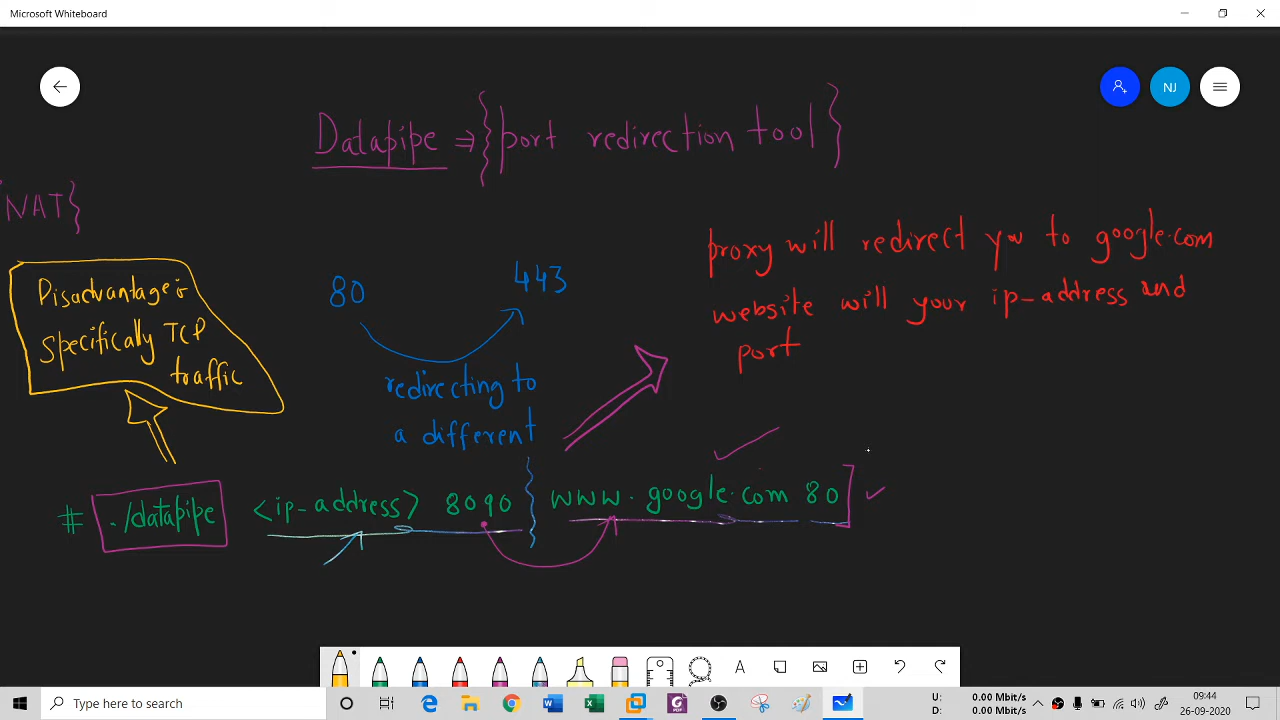 Microsoft Whiteboard
NJ
Datapipe ⇒ {port redirection tool}
NAT}
Disadvantage is
specifically TCP
traffic
80
443
redirecting to
a different
proxy will redirect you to google.com
website will your ip-address and
port
# ./datapipe <ip-address> 8090 www.google.com 80
A
Type here to search
U: 0.00 Mbit/s
D: 0.00 Mbit/s
09:44
26-09-2020